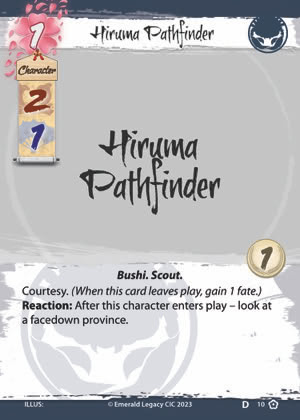 1
Hiruma Pathfinder
Character
2
1
Hiruma
Pathfinder
1
Bushi. Scout.
Courtesy. (When this card leaves play, gain 1 fate.)
Reaction: After this character enters play – look at
a facedown province.
ILLUS: © Emerald Legacy CIC 2023 D 10